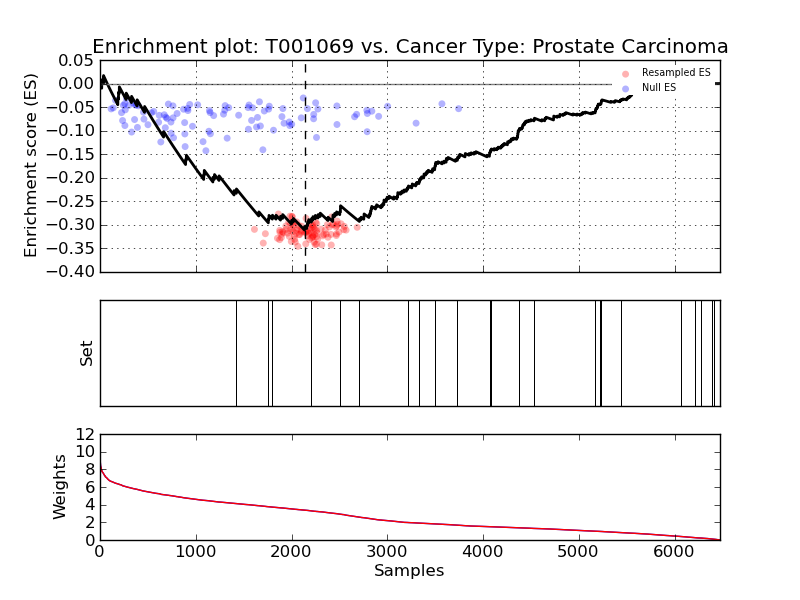 Enrichment plot: T001069 vs. Cancer Type: Prostate Carcinoma
Enrichment score (ES)
0.05
0.00
−0.05
−0.10
−0.15
−0.20
−0.25
−0.30
−0.35
−0.40
Resampled ES
Null ES
Set
Weights
12
10
8
6
4
2
0
0 1000 2000 3000 4000 5000 6000
Samples